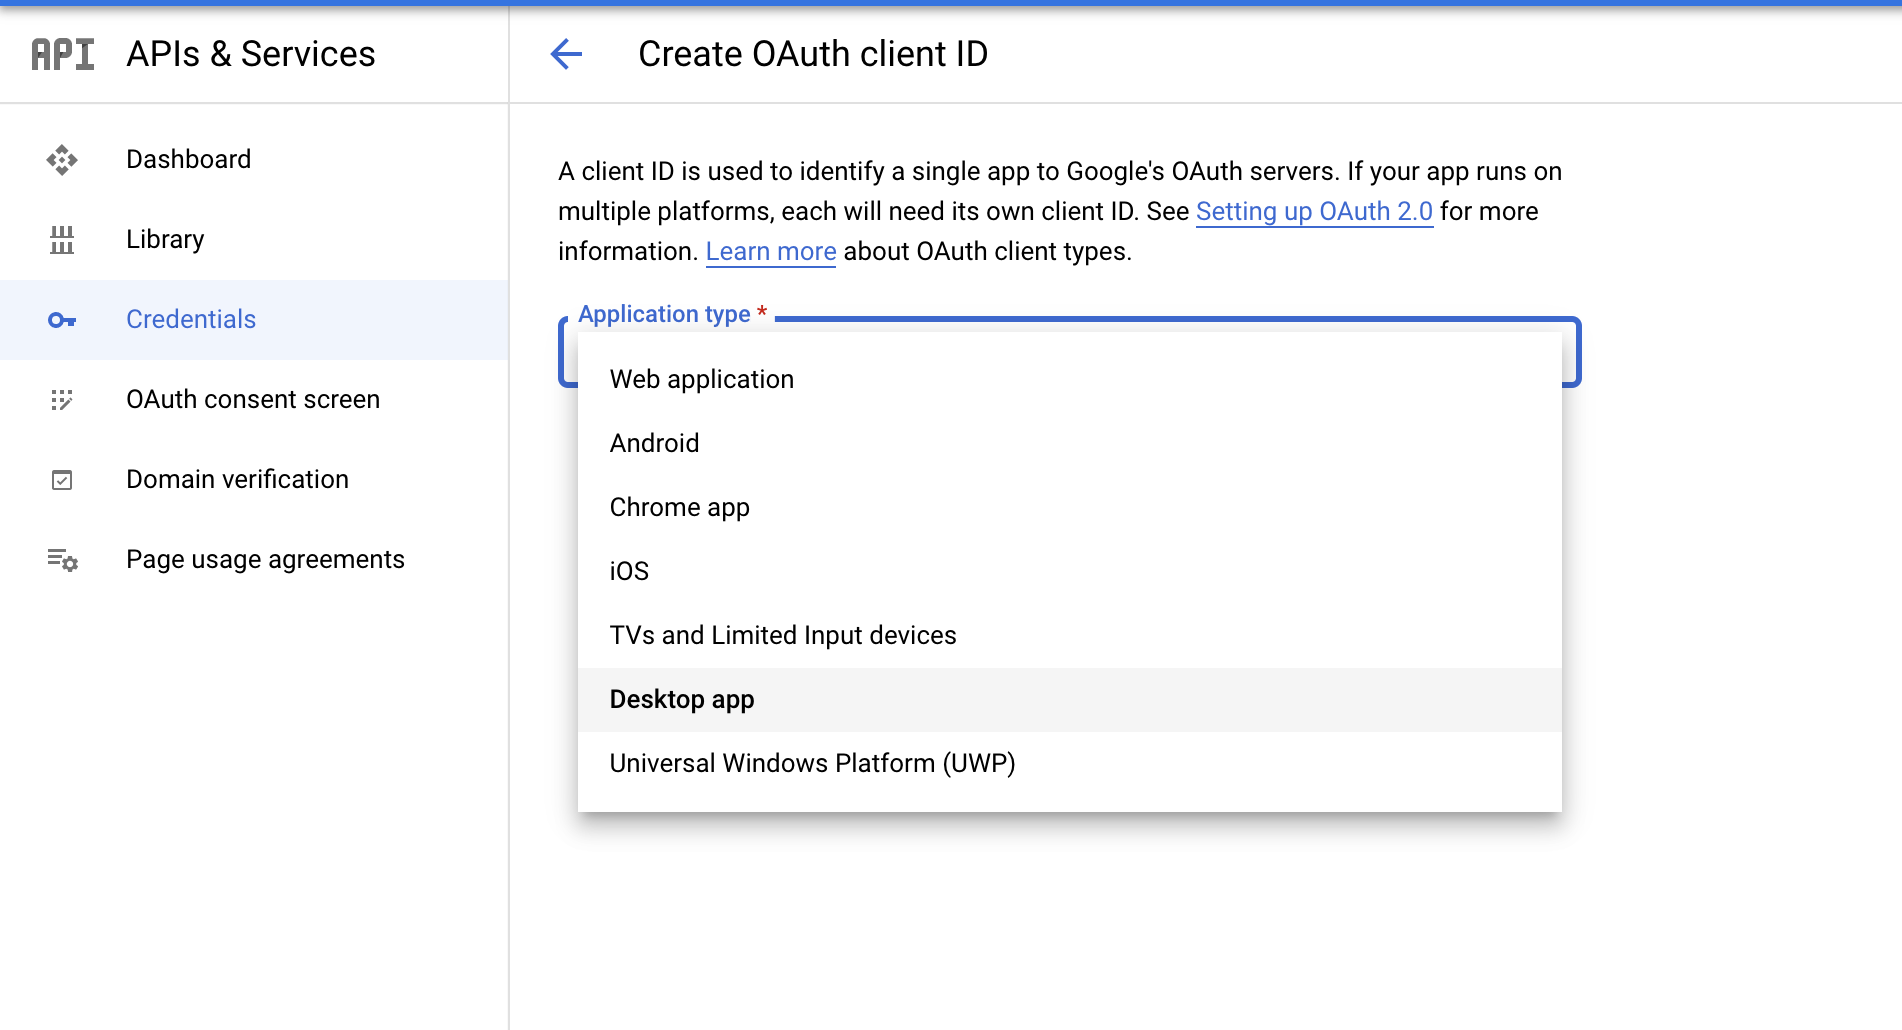 API APIs & Services
Create OAuth client ID
Dashboard
Library
Credentials
OAuth consent screen
Domain verification
Page usage agreements
A client ID is used to identify a single app to Google's OAuth servers. If your app runs on
multiple platforms, each will need its own client ID. See Setting up OAuth 2.0 for more
information. Learn more about OAuth client types.
Application type *
Web application
Android
Chrome app
iOS
TVs and Limited Input devices
Desktop app
Universal Windows Platform (UWP)